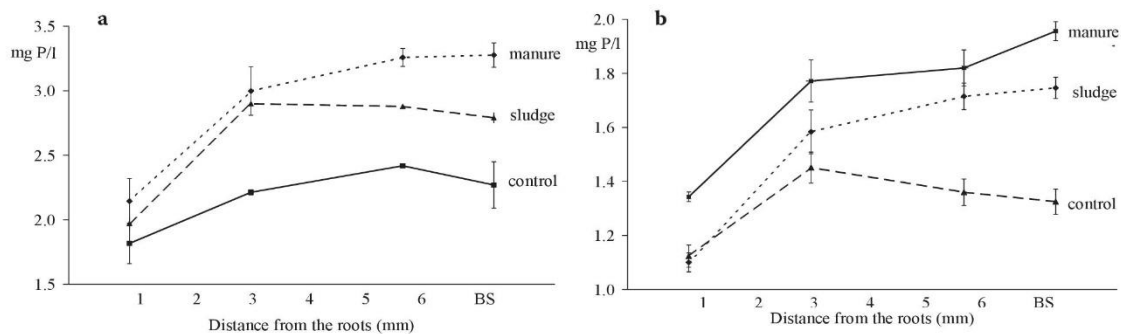 a
mg P/l
3.5
3.0
2.5
2.0
1.5
manure
sludge
control
1 2 3 4 5 6 BS
Distance from the roots (mm)
b
mg P/l
2.0
1.8
1.6
1.4
1.2
1.0
manure
sludge
control
1 2 3 4 5 6 BS
Distance from the roots (mm)